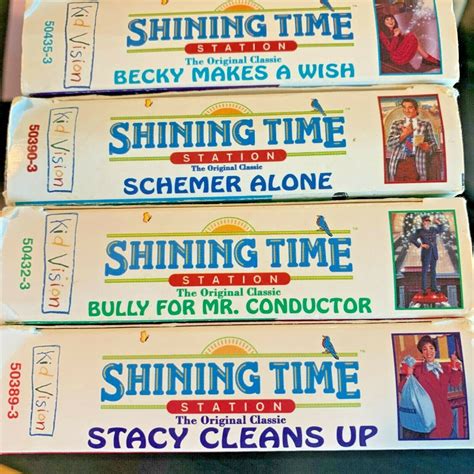 50435-3
Kid Vision
SHINING TIME
STATION
The Original Classic
BECKY MAKES A WISH
50390-3
Kid Vision
SHINING TIME
STATION
The Original Classic
SCHEMER ALONE
50432-3
Kid Vision
SHINING TIME
STATION
The Original Classic
BULLY FOR MR. CONDUCTOR
50389-3
Kid Vision
SHINING TIME
STATION
The Original Classic
STACY CLEANS UP